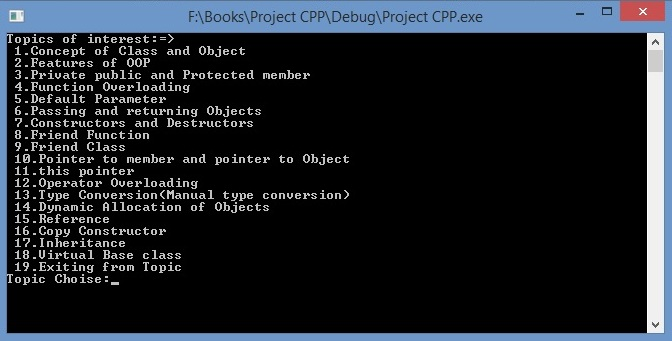 F:\Books\Project CPP\Debug\Project CPP.exe
Topics of interest:=>
1.Concept of Class and Object
2.Features of OOP
3.Private public and Protected member
4.Function Overloading
5.Default Parameter
6.Passing and returning Objects
7.Constructors and Destructors
8.Friend Function
9.Friend Class
10.Pointer to member and pointer to Object
11.this pointer
12.Operator Overloading
13.Type Conversion(Manual type conversion)
14.Dynamic Allocation of Objects
15.Reference
16.Copy Constructor
17.Inheritance
18.Virtual Base class
19.Exiting from Topic
Topic Choise:_